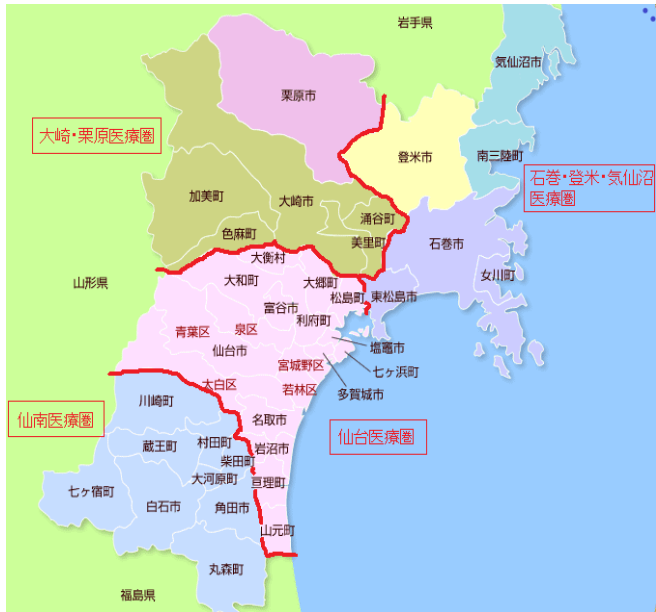 岩手県
気仙沼市
栗原市
大崎・栗原医療圏
登米市
南三陸町
石巻・登米・気仙沼
医療圏
加美町
大崎市
涌谷町
色麻町
美里町
石巻市
大衡村
山形県
大和町
大郷町
女川町
松島町
東松島市
富谷市
利府町
青葉区
泉区
塩竈市
仙台市
宮城野区
七ヶ浜町
太白区
若林区
多賀城市
川崎町
仙南医療圏
名取市
仙台医療圏
蔵王町
村田町
岩沼市
柴田町
大河原町
亘理町
七ヶ宿町
白石市
角田市
山元町
丸森町
福島県